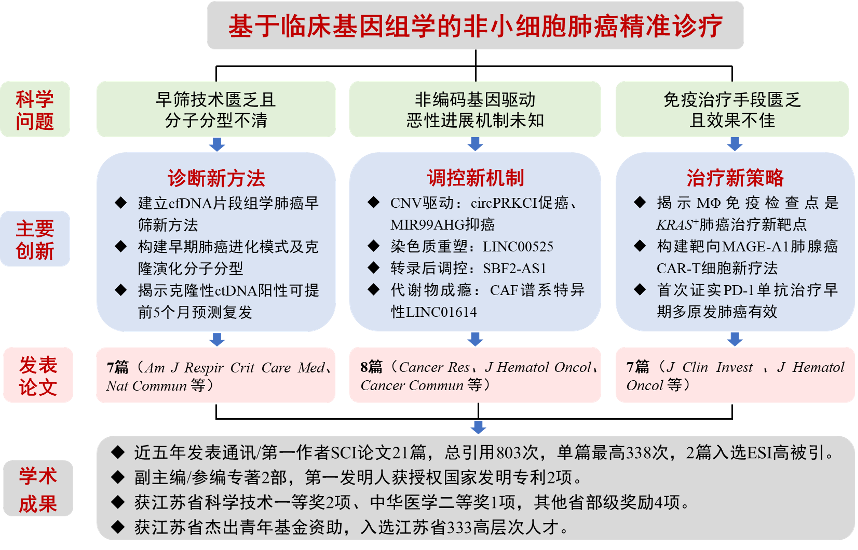 基于临床基因组学的非小细胞肺癌精准诊疗
科学
问题
早筛技术匮乏且
分子分型不清
非编码基因驱动
恶性进展机制未知
免疫治疗手段匮乏
且效果不佳
主要
创新
诊断新方法
◆ 建立cfDNA片段组学肺癌早
筛新方法
◆ 构建早期肺癌进化模式及克
隆演化分子分型
◆ 揭示克隆性ctDNA阳性可提
前5个月预测复发
调控新机制
◆ CNV驱动：circPRKCI促癌、
MIR99AHG抑癌
◆ 染色质重塑：LINC00525
◆ 转录后调控：SBF2-AS1
◆ 代谢物成瘾：CAF谱系特异
性LINC01614
治疗新策略
◆ 揭示MΦ免疫检查点是
KRAS+肺癌治疗新靶点
◆ 构建靶向MAGE-A1肺腺癌
CAR-T细胞新疗法
◆ 首次证实PD-1单抗治疗早
期多原发肺癌有效
发表
论文
7篇（Am J Respir Crit Care Med、
Nat Commun 等）
8篇（Cancer Res、J Hematol Oncol、
Cancer Commun 等）
7篇（J Clin Invest 、J Hematol
Oncol 等）
学术
成果
◆ 近五年发表通讯/第一作者SCI论文21篇，总引用803次，单篇最高338次，2篇入选ESI高被引。
◆ 副主编/参编专著2部，第一发明人获授权国家发明专利2项。
◆ 获江苏省科学技术一等奖2项、中华医学二等奖1项，其他省部级奖励4项。
◆ 获江苏省杰出青年基金资助，入选江苏省333高层次人才。